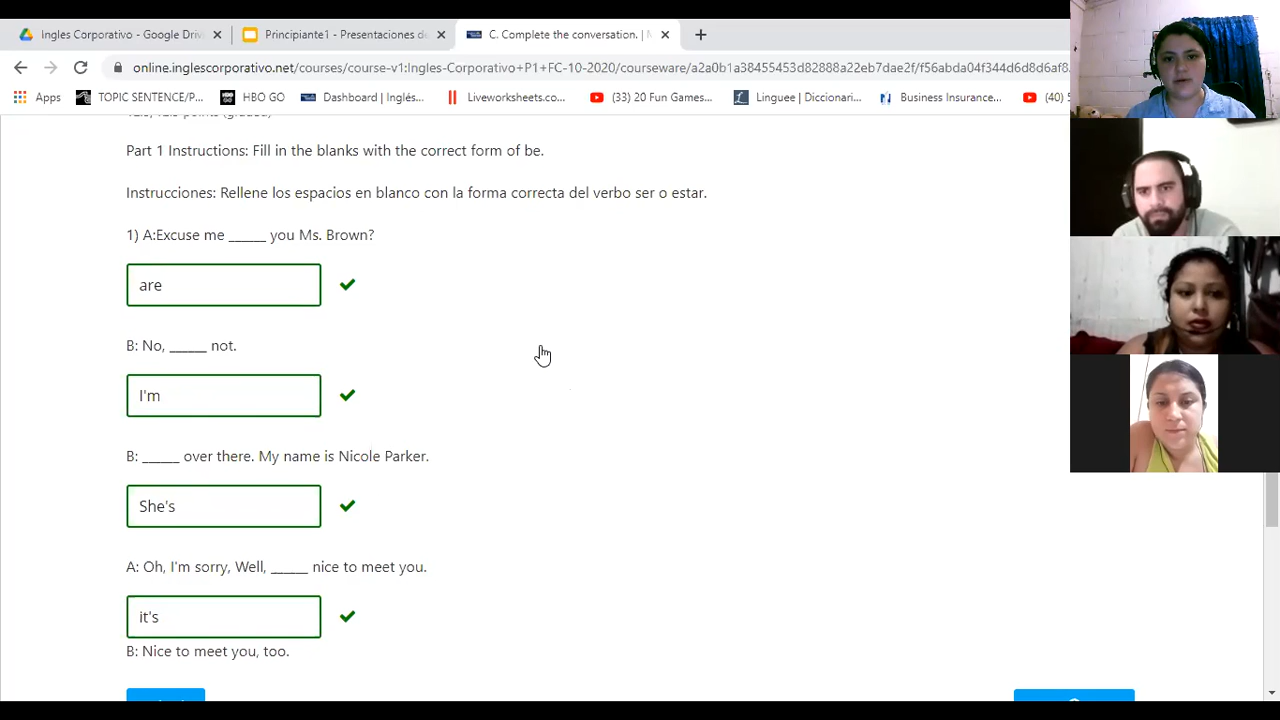 Inglés Corporativo - Google Driv
Principiante1 - Presentaciones de
C. Complete the conversation. | N
online.inglescorporativo.net/courses/course-v1:Ingles-Corporativo+P1+FC-10-2020/courseware/a2a0b1a38455453d82888a22eb7dae2f/f56abda04f344d6d8d6af8
Apps
TOPIC SENTENCE/P...
HBO GO
Dashboard | Inglés...
Liveworksheets.co...
(33) 20 Fun Games...
Linguee | Diccionari...
Business Insurance...
(40) 5
Part 1 Instructions: Fill in the blanks with the correct form of be.
Instrucciones: Rellene los espacios en blanco con la forma correcta del verbo ser o estar.
1) A:Excuse me _____ you Ms. Brown?
are
B: No, _____ not.
I'm
B: _____ over there. My name is Nicole Parker.
She's
A: Oh, I'm sorry, Well, _____ nice to meet you.
it's
B: Nice to meet you, too.